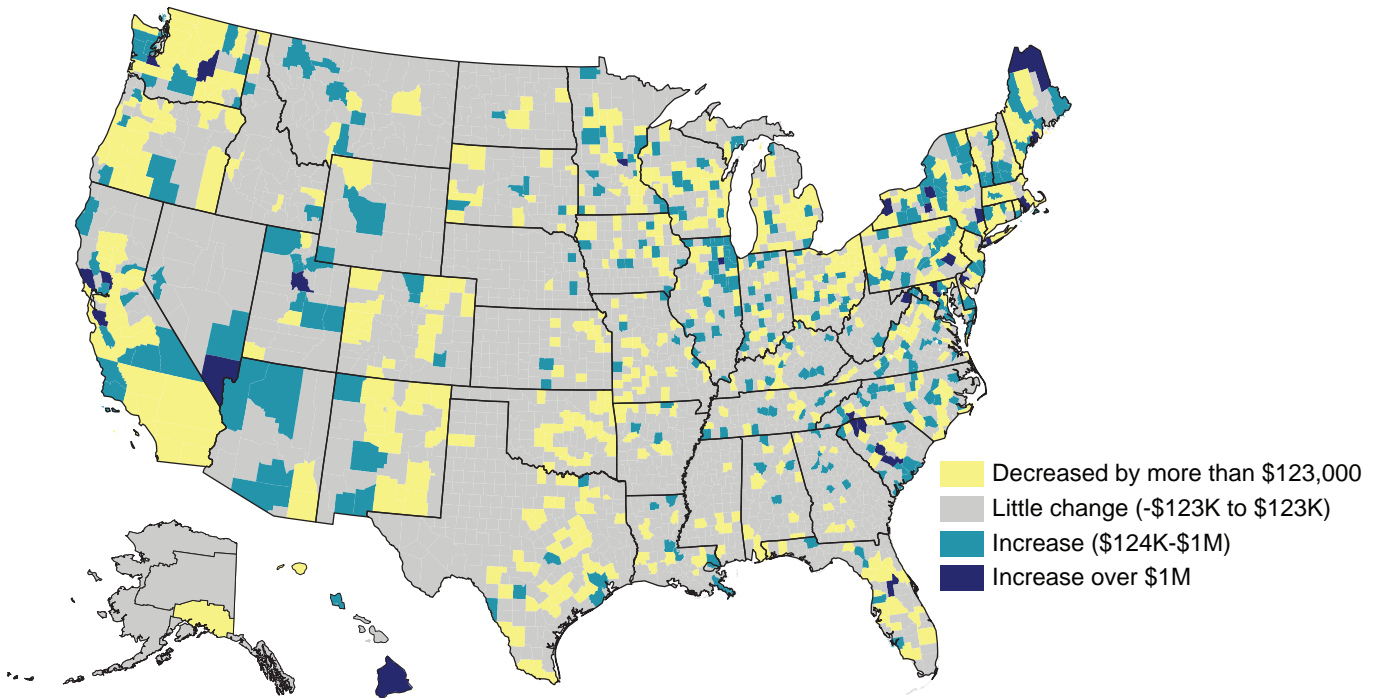 Decreased by more than $123,000
Little change (-$123K to $123K)
Increase ($124K-$1M)
Increase over $1M